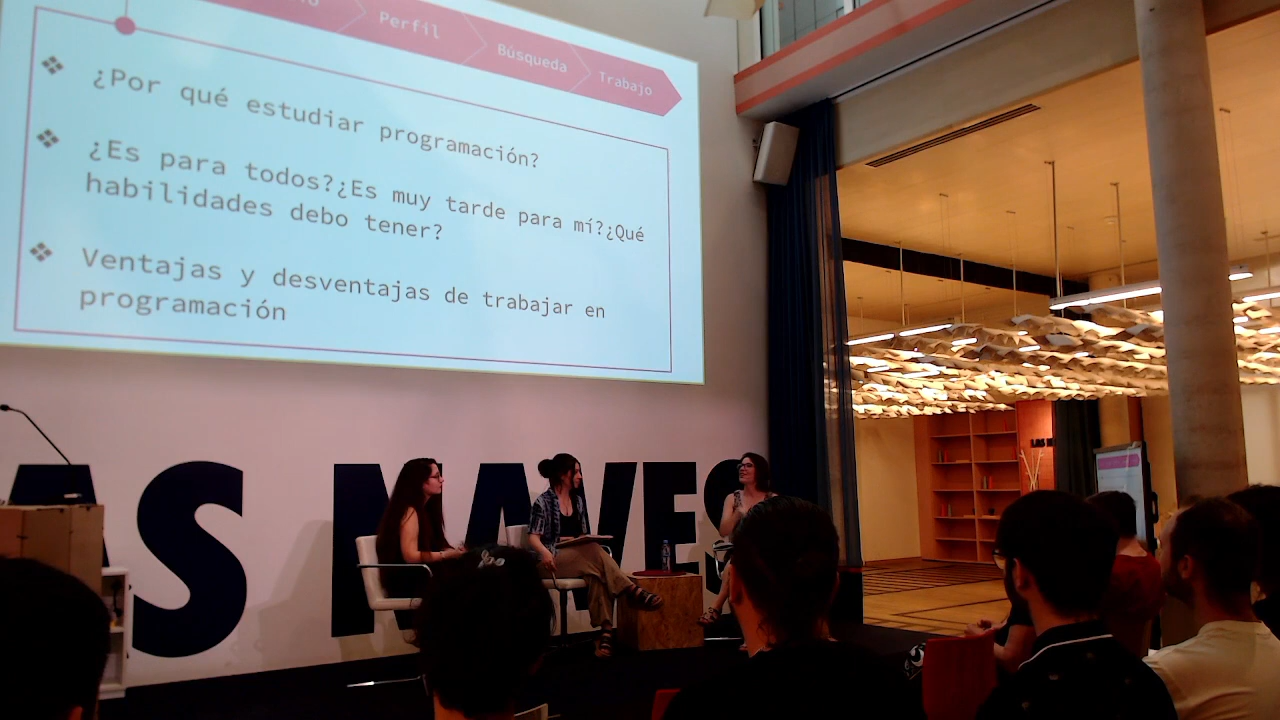 Perfil
Búsqueda
Trabajo
¿Por qué estudiar programación?
¿Es para todos?¿Es muy tarde para mí?¿Qué
habilidades debo tener?
Ventajas y desventajas de trabajar en
programación
AS NAVES